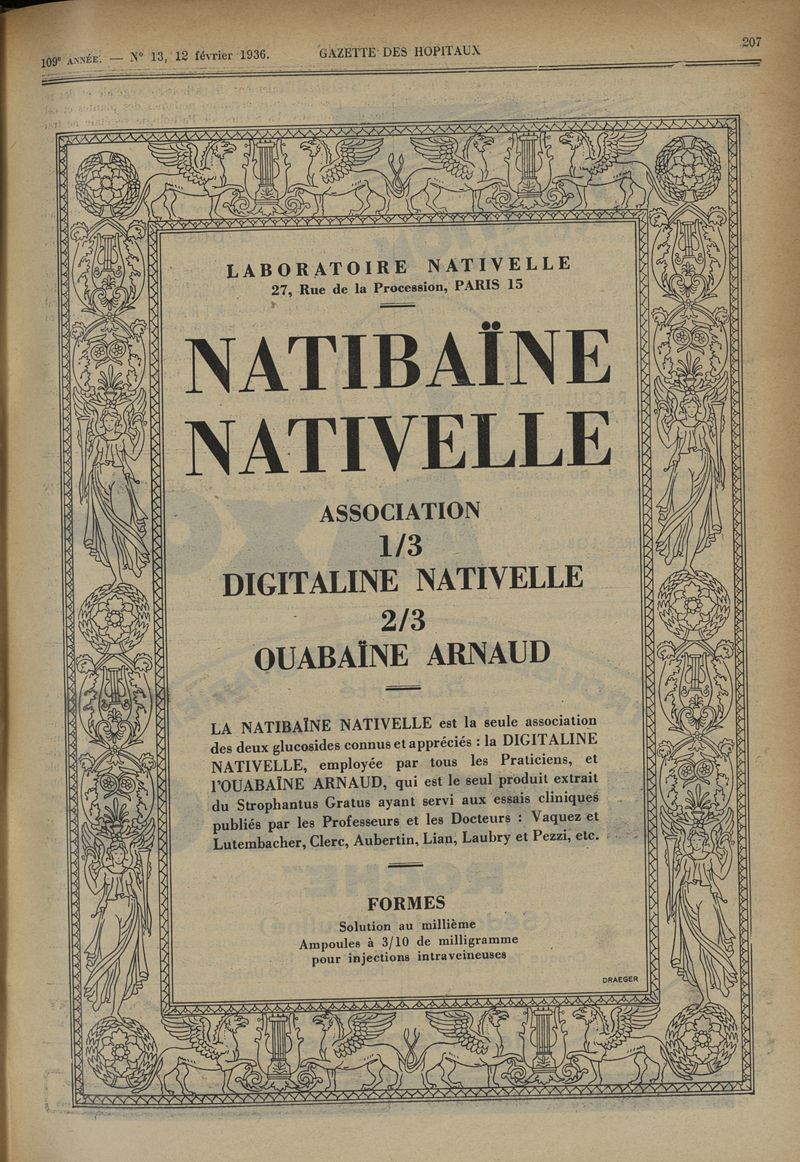 109e ANNÉE. — N° 13, 12 février 1936.
GAZETTE DES HOPITAUX
207
LABORATOIRE NATIVELLE
27, Rue de la Procession, PARIS 15
NATIBAÏNE
NATIVELLE
ASSOCIATION
1/3
DIGITALINE NATIVELLE
2/3
OUABAÏNE ARNAUD
LA NATIBAÏNE NATIVELLE est la seule association
des deux glucosides connus et appréciés : la DIGITALINE
NATIVELLE, employée par tous les Praticiens, et
l'OUABAÏNE ARNAUD, qui est le seul produit extrait
du Strophantus Gratus ayant servi aux essais cliniques
publiés par les Professeurs et les Docteurs : Vaquez et
Lutembacher, Clerc, Aubertin, Lian, Laubry et Pezzi, etc.
FORMES
Solution au millième
Ampoules à 3/10 de milligramme
pour injections intraveineuses
DRAEGER